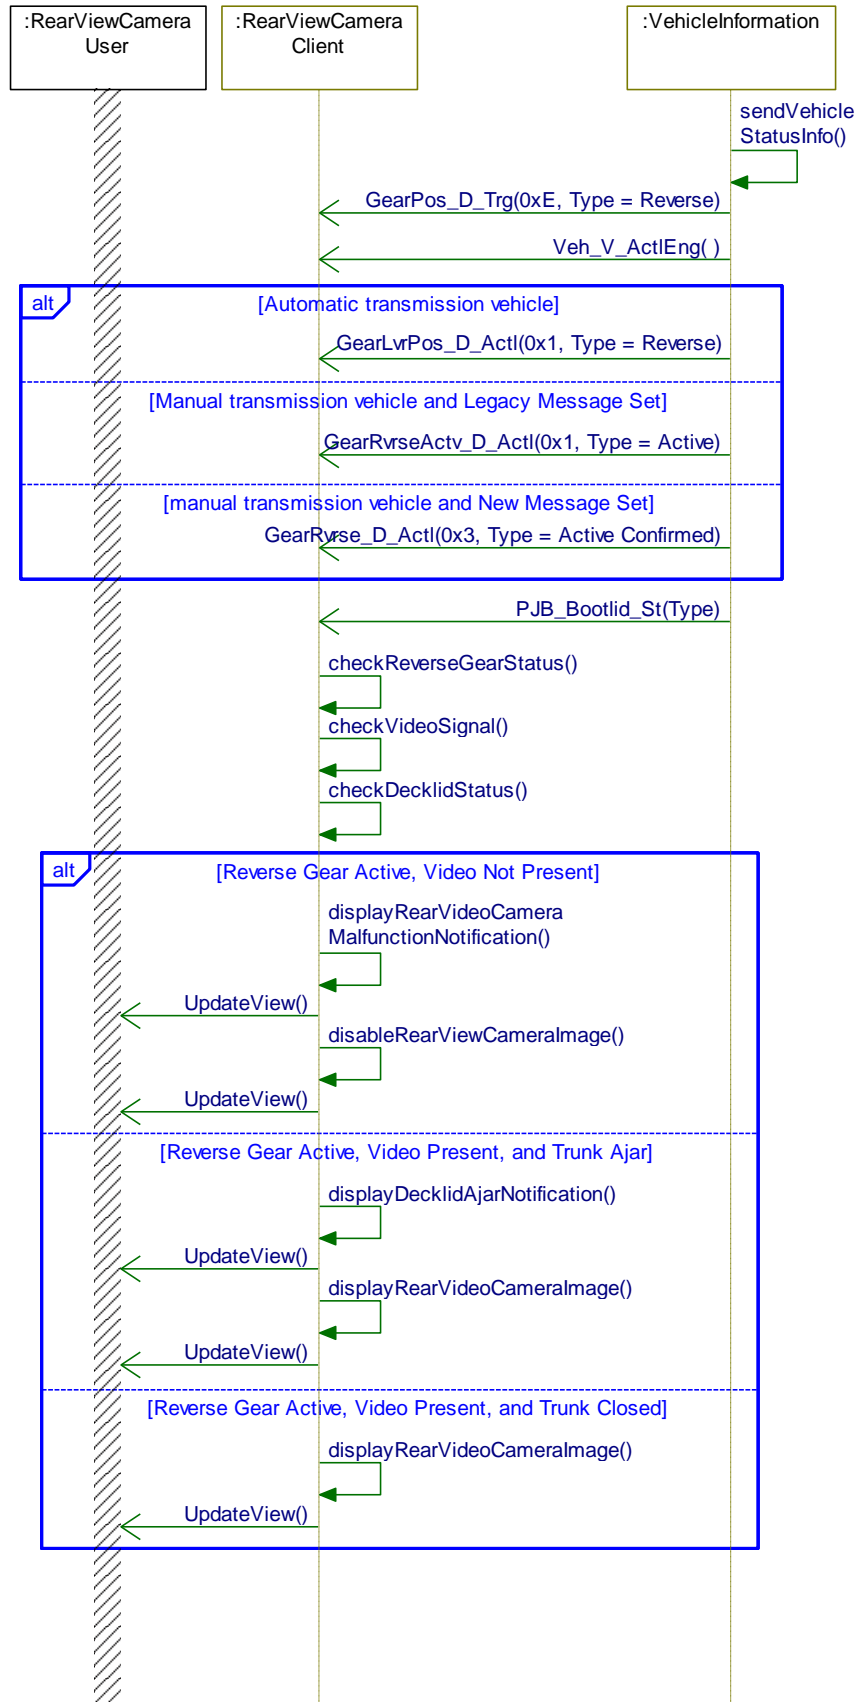 :RearViewCamera
User
:RearViewCamera
Client
:VehicleInformation
sendVehicle
StatusInfo()
GearPos_D_Trg(0xE, Type = Reverse)
Veh_V_ActlEng( )
alt
[Automatic transmission vehicle]
GearLvrPos_D_Actl(0x1, Type = Reverse)
[Manual transmission vehicle and Legacy Message Set]
GearRvrseActv_D_Actl(0x1, Type = Active)
[manual transmission vehicle and New Message Set]
GearRvrse_D_Actl(0x3, Type = Active Confirmed)
PJB_Bootlid_St(Type)
checkReverseGearStatus()
checkVideoSignal()
checkDecklidStatus()
alt
[Reverse Gear Active, Video Not Present]
displayRearVideoCamera
MalfunctionNotification()
UpdateView()
disableRearViewCameraImage()
UpdateView()
[Reverse Gear Active, Video Present, and Trunk Ajar]
displayDecklidAjarNotification()
UpdateView()
displayRearVideoCameraImage()
UpdateView()
[Reverse Gear Active, Video Present, and Trunk Closed]
displayRearVideoCameraImage()
UpdateView()